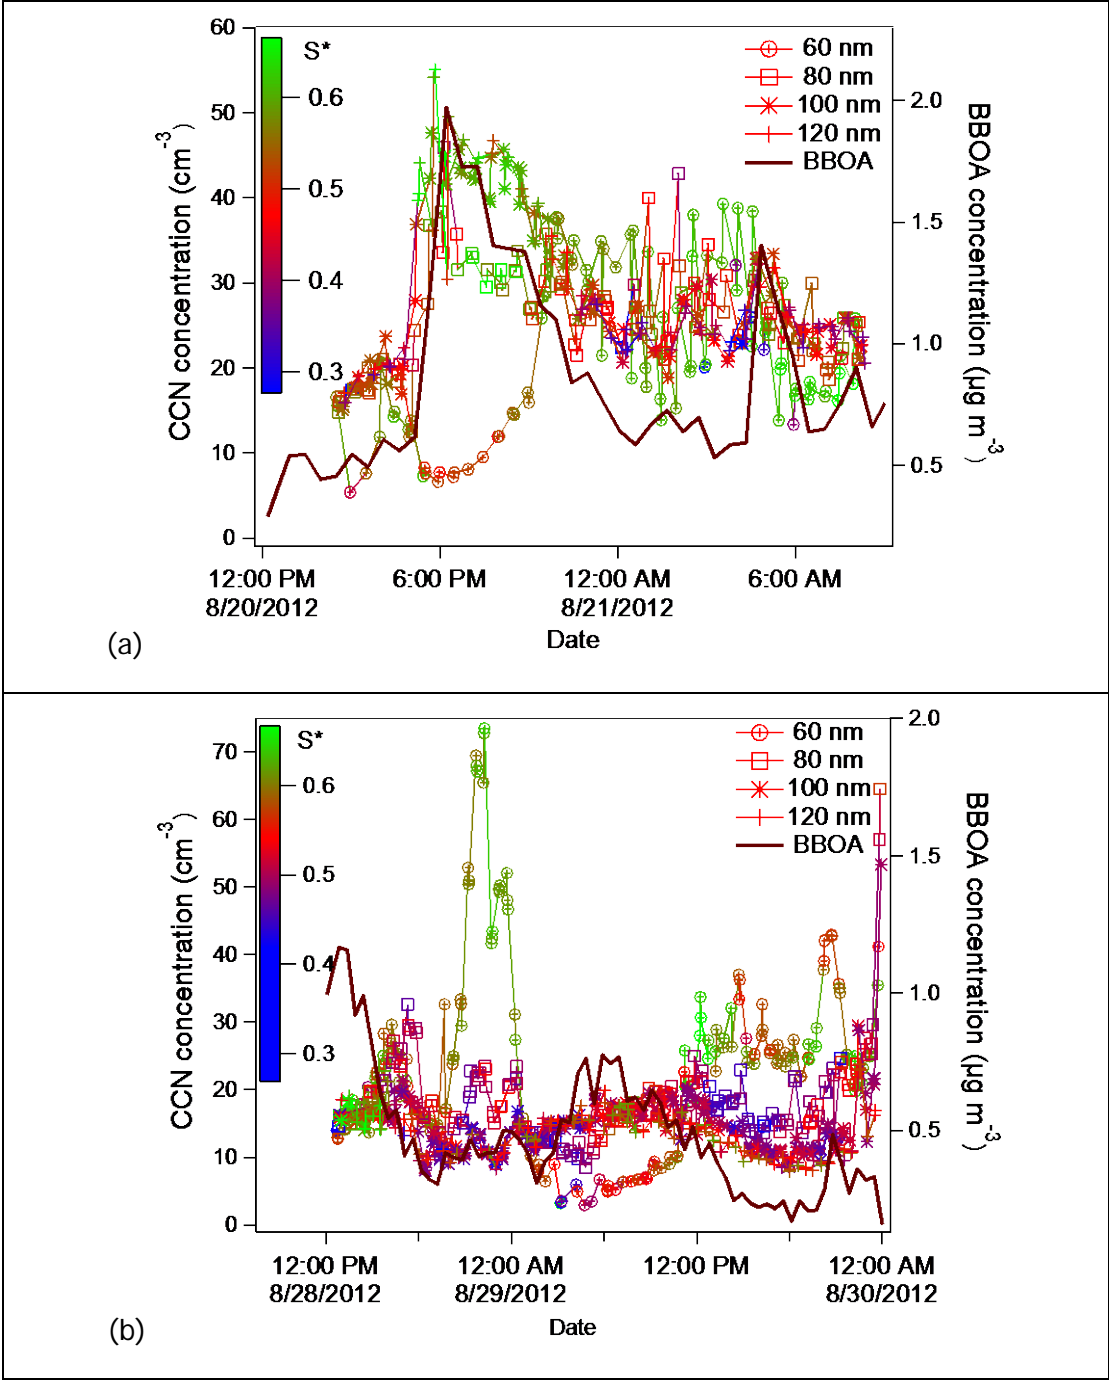 60
50
40
30
20
10
0
CCN concentration (cm-3)
S*
0.6
0.5
0.4
0.3
60 nm
80 nm
100 nm
120 nm
BBOA
2.0
1.5
1.0
0.5
BBOA concentration (µg m-3)
12:00 PM 6:00 PM 12:00 AM 6:00 AM
8/20/2012 8/21/2012
Date
(a)
70
60
50
40
30
20
10
0
CCN concentration (cm-3)
S*
0.6
0.5
0.4
0.3
60 nm
80 nm
100 nm
120 nm
BBOA
2.0
1.5
1.0
0.5
BBOA concentration (µg m-3)
12:00 PM 12:00 AM 12:00 PM 12:00 AM
8/28/2012 8/29/2012 8/30/2012
Date
(b)